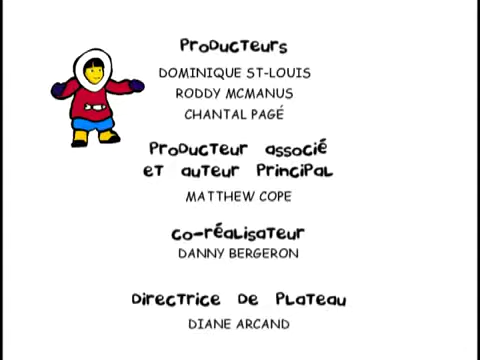 Producteurs
DOMINIQUE ST-LOUIS
RODDY MCMANUS
CHANTAL PAGÉ
Producteur associé
et auteur principal
MATTHEW COPE
co-réalisateur
DANNY BERGERON
Directrice de plateau
DIANE ARCAND